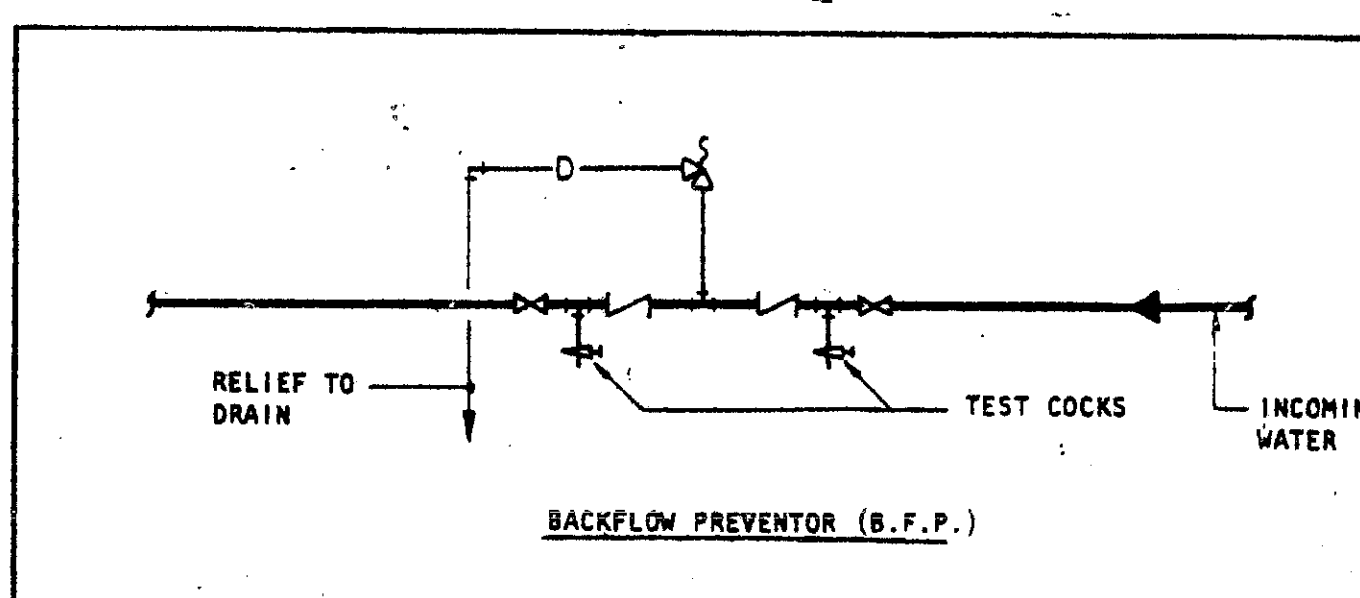 D
RELIEF TO
DRAIN
TEST COCKS
INCOMIN
WATER
BACKFLOW PREVENTOR (B.F.P.)